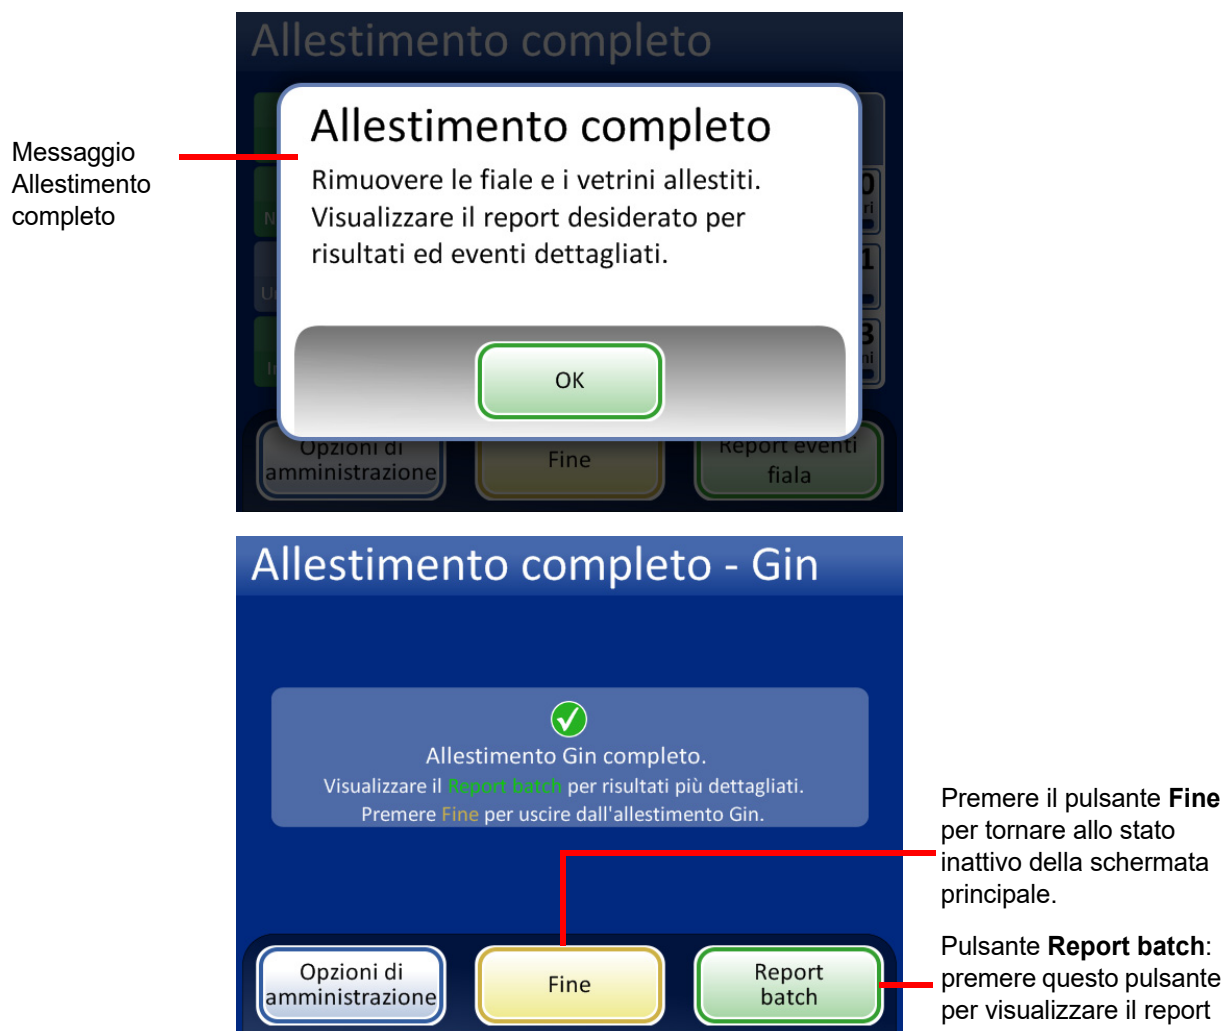 Allestimento completo
Messaggio
Allestimento
completo
Allestimento completo
Rimuovere le fiale e i vetrini allestiti.
Visualizzare il report desiderato per
risultati ed eventi dettagliati.
OK
Opzioni di
amministrazione
Fine
Report eventi
fiala
Allestimento completo - Gin
Allestimento Gin completo.
Visualizzare il Report batch per risultati più dettagliati.
Premere Fine per uscire dall'allestimento Gin.
Opzioni di
amministrazione
Fine
Report
batch
Premere il pulsante Fine
per tornare allo stato
inattivo della schermata
principale.
Pulsante Report batch:
premere questo pulsante
per visualizzare il report